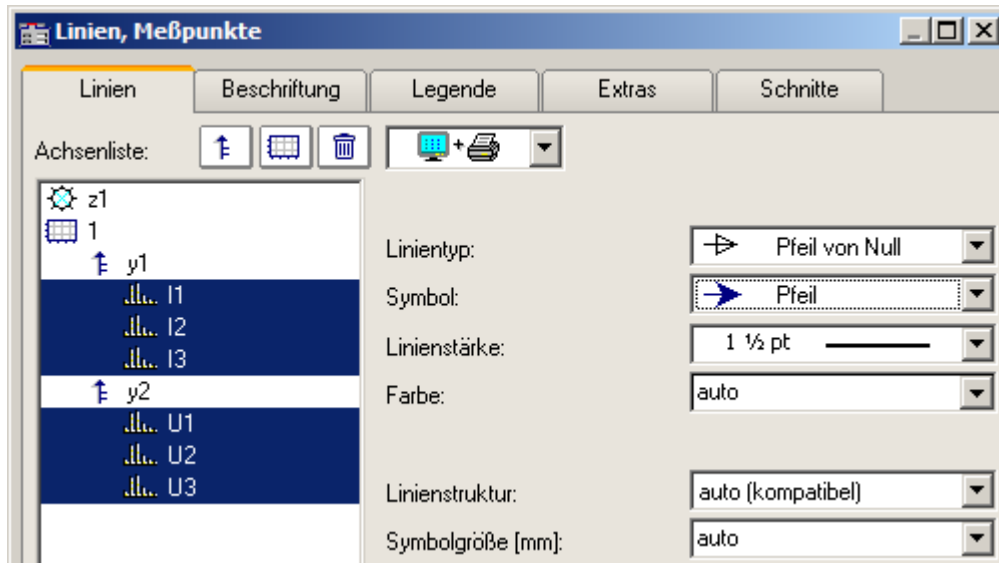 Linien, Meßpunkte
Linien Beschriftung Legende Extras Schnitte
Achsenliste:
z1
1
y1
I1
I2
I3
y2
U1
U2
U3
Linientyp: Pfeil von Null
Symbol: Pfeil
Linienstärke: 1 ½ pt
Farbe: auto
Linienstruktur: auto (kompatibel)
Symbolgröße [mm]: auto